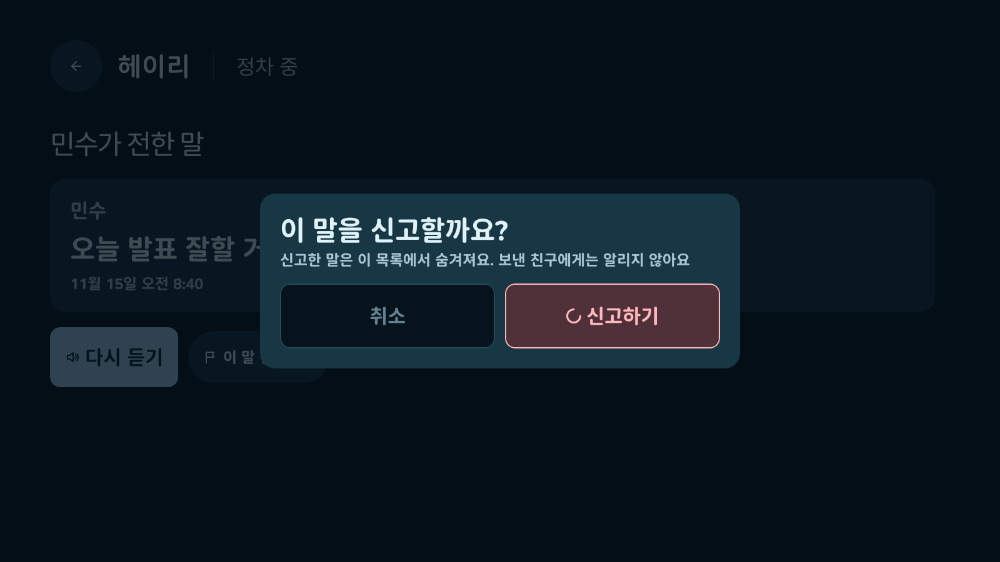 헤이리
정차 중
민수가 전한 말
민수
오늘 발표 잘할
11월 15일 오전 8:40
이 말을 신고할까요?
신고한 말은 이 목록에서 숨겨져요. 보낸 친구에게는 알리지 않아요
취소
신고하기
다시 듣기
이 말